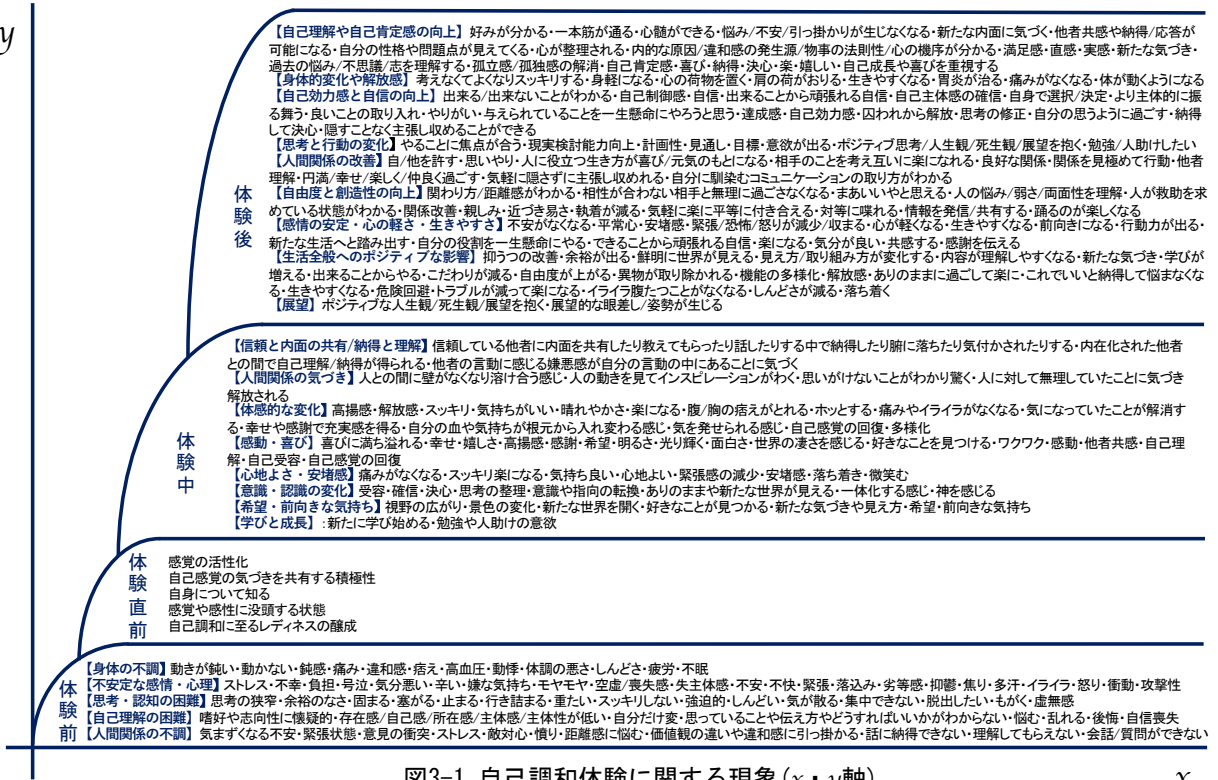 y
【自己理解や自己肯定感の向上】 好みが分かる・一本筋が通る・心髄ができる・悩み/不安/引っ掛かりが生じなくなる・新たな内面に気づく・他者共感や納得/応答が
可能になる・自分の性格や問題点が見えてくる・心が整理される・内的な原因/違和感の発生源/物事の法則性/心の機序が分かる・満足感・直感・実感・新たな気づき・
過去の悩み/不思議/志を理解する・孤立感/孤独感の解消・自己肯定感・喜び・納得・決心・楽・嬉しい・自己成長や喜びを重視する
【身体的変化や解放感】 考えなくてよくなりスッキリする・身軽になる・心の荷物を置く・肩の荷がおりる・生きやすくなる・胃炎が治る・痛みがなくなる・体が動くようになる
【自己効力感と自信の向上】 出来る/出来ないことがわかる・自己制御感・自信・出来ることから頑張れる自信・自己主体感の確信・自身で選択/決定・より主体的に振
る舞う・良いことの取り入れ・やりがい・与えられていることを一生懸命にやろうと思う・達成感・自己効力感・囚われから解放・思考の修正・自分の思うように過ごす・納得
して決心・隠すことなく主張し収めることができる
【思考と行動の変化】 やることに焦点が合う・現実検討能力向上・計画性・見通し・目標・意欲が出る・ポジティブ思考/人生観/死生観/展望を抱く・勉強/人助けしたい
【人間関係の改善】 自/他を許す・思いやり・人に役立つ生き方が喜び/元気のもとになる・相手のことを考え互いに楽になれる・良好な関係・関係を見極めて行動・他者
理解・円満/幸せ/楽しく/仲良く過ごす・気軽に隠さずに主張し収めれる・自分に馴染むコミュニケーションの取り方がわかる
【自由度と創造性の向上】 関わり方/距離感がわかる・相性が合わない相手と無理に過ごさなくなる・まあいいやと思える・人の悩み/弱さ/両面性を理解・人が救助を求
めている状態がわかる・関係改善・親しみ・近づき易さ・執着が減る・気軽に楽に平等に付き合える・対等に喋れる・情報を発信/共有する・踊るのが楽しくなる
【感情の安定・心の軽さ・生きやすさ】 不安がなくなる・平常心・安堵感・緊張/恐怖/怒りが減少/収まる・心が軽くなる・生きやすくなる・前向きになる・行動力が出る・
新たな生活へと踏み出す・自分の役割を一生懸命にやる・できることから頑張れる自信・楽になる・気分が良い・共感する・感謝を伝える
【生活全般へのポジティブな影響】 抑うつの改善・余裕が出る・鮮明に世界が見える・見え方/取り組み方が変化する・内容が理解しやすくなる・新たな気づき・学びが
増える・出来ることからやる・こだわりが減る・自由度が上がる・異物が取り除かれる・機能の多様化・解放感・ありのままに過ごして楽に・これでいいと納得して悩まなくな
る・生きやすくなる・危険回避・トラブルが減って楽になる・イライラ腹たつことがなくなる・しんどさが減る・落ち着く
【展望】 ポジティブな人生観/死生観/展望を抱く・展望的な眼差し/姿勢が生じる
体験後
【信頼と内面の共有/納得と理解】 信頼している他者に内面を共有したり教えてもらったり話したりする中で納得したり腑に落ちたり気付かされたりする・内在化された他者
との間で自己理解/納得が得られる・他者の言動に感じる嫌悪感が自分の言動の中にあることに気づく
【人間関係の気づき】 人との間に壁がなくなり溶け合う感じ・人の動きを見てインスピレーションがわく・思いがけないことがわかり驚く・人に対して無理していたことに気づき
解放される
【体感的な変化】 高揚感・解放感・スッキリ・気持ちがいい・晴れやかさ・楽になる・腹/胸の痞えがとれる・ホッとする・痛みやイライラがなくなる・気になっていたことが解消す
る・幸せや感謝で充実感を得る・自分の血や気持ちが根元から入れ変わる感じ・気を発せられる感じ・自己感覚の回復・多様化
【感動・喜び】 喜びに満ち溢れる・幸せ・嬉しさ・高揚感・感謝・希望・明るさ・光り輝く・面白さ・世界の凄さを感じる・好きなことを見つける・ワクワク・感動・他者共感・自己理
解・自己受容・自己感覚の回復
【心地よさ・安堵感】 痛みがなくなる・スッキリ楽になる・気持ち良い・心地よい・緊張感の減少・安堵感・落ち着き・微笑む
【意識・認識の変化】 受容・確信・決心・思考の整理・意識や指向の転換・ありのままや新たな世界が見える・一体化する感じ・神を感じる
【希望・前向きな気持ち】 視野の広がり・景色の変化・新たな世界を開く・好きなことが見つかる・新たな気づきや見え方・希望・前向きな気持ち
【学びと成長】 :新たに学び始める・勉強や人助けの意欲
体験中
感覚の活性化
自己感覚の気づきを共有する積極性
自身について知る
感覚や感性に没頭する状態
自己調和に至るレディネスの醸成
体験直前
【身体の不調】 動きが鈍い・動かない・鈍感・痛み・違和感・痞え・高血圧・動悸・体調の悪さ・しんどさ・疲労・不眠
【不安定な感情・心理】 ストレス・不幸・負担・号泣・気分悪い・辛い・嫌な気持ち・モヤモヤ・空虚/喪失感・失主体感・不安・不快・緊張・落込み・劣等感・抑鬱・焦り・多汗・イライラ・怒り・衝動・攻撃性
【思考・認知の困難】 思考の狭窄・余裕のなさ・固まる・塞がる・止まる・行き詰まる・重たい・スッキリしない・強迫的・しんどい・気が散る・集中できない・脱出したい・もがく・虚無感
【自己理解の困難】 嗜好や志向性に懐疑的・存在感/自己感/所在感/主体感/主体性が低い・自分だけ変・思っていることや伝え方やどうすればいいかがわからない・悩む・乱れる・後悔・自信喪失
【人間関係の不調】 気まずくなる不安・緊張状態・意見の衝突・ストレス・敵対心・憤り・距離感に悩む・価値観の違いや違和感に引っ掛かる・話に納得できない・理解してもらえない・会話/質問ができない
体験前
図3-1 自己調和体験に関する現象(x・y軸)
x